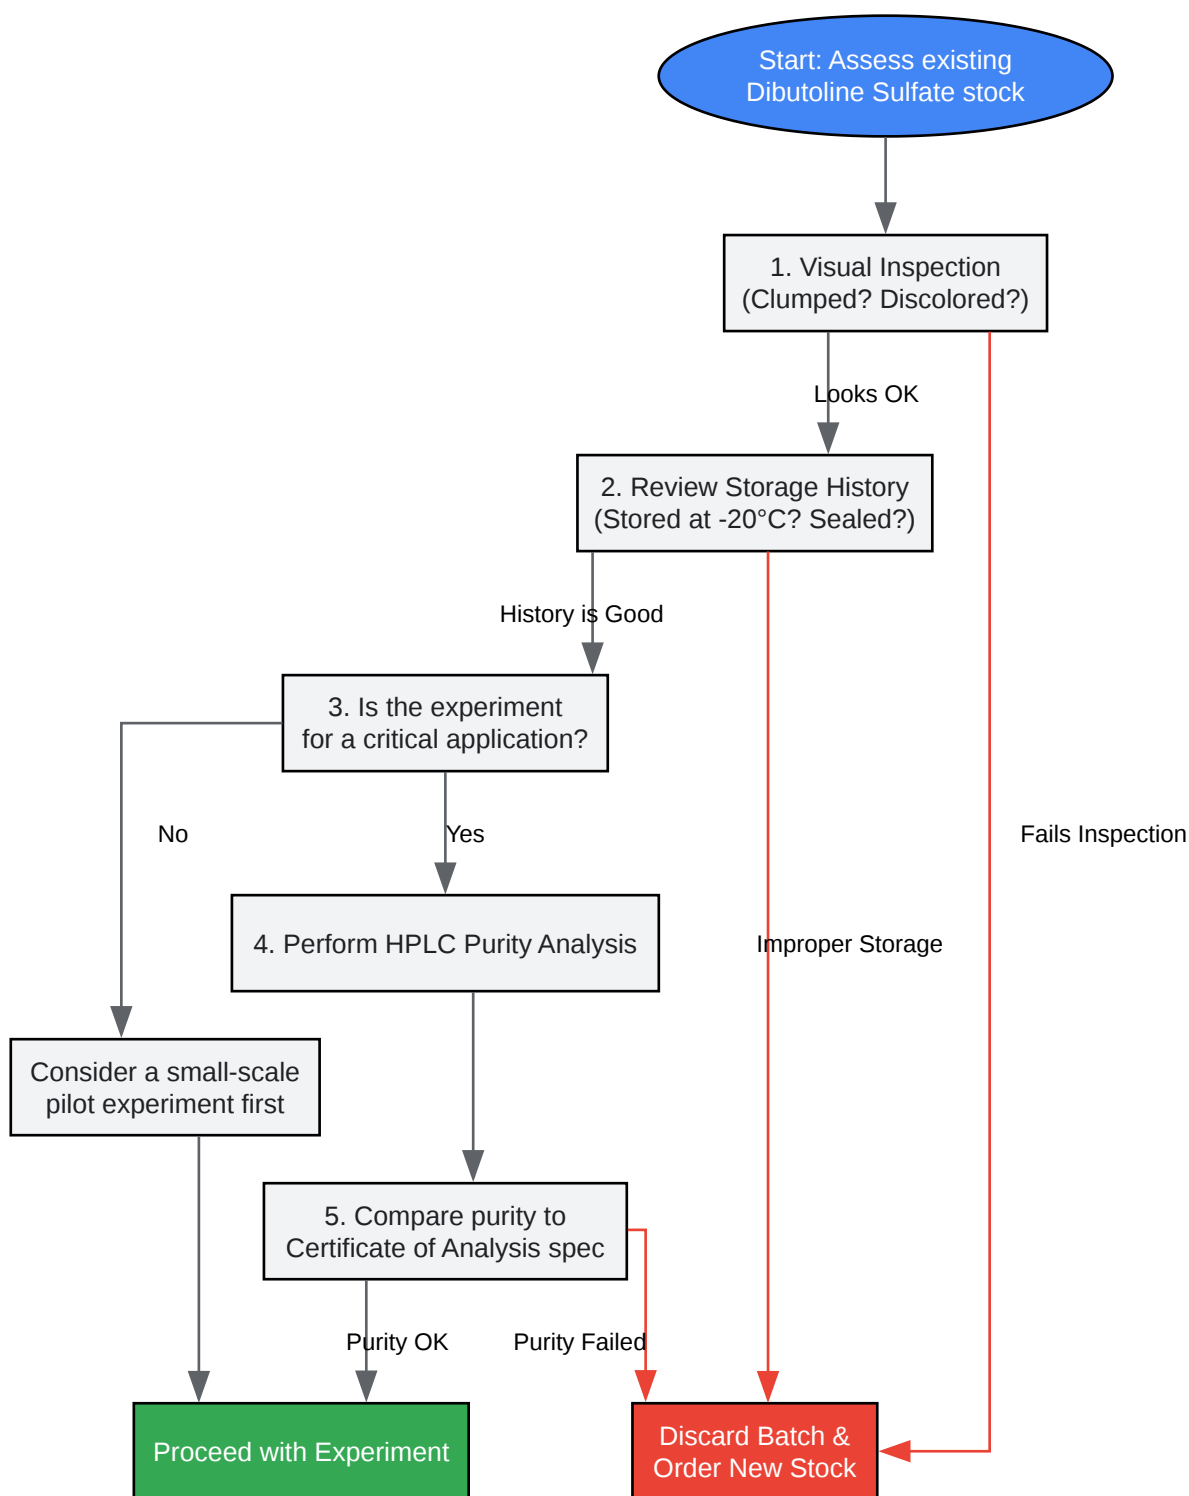 Start: Assess existing
Dibutoline Sulfate stock
1. Visual Inspection
(Clumped? Discolored?)
Looks OK
2. Review Storage History
(Stored at -20°C? Sealed?)
History is Good
3. Is the experiment
for a critical application?
No
Yes
Fails Inspection
4. Perform HPLC Purity Analysis
Improper Storage
Consider a small-scale
pilot experiment first
5. Compare purity to
Certificate of Analysis spec
Purity OK
Purity Failed
Proceed with Experiment
Discard Batch &
Order New Stock